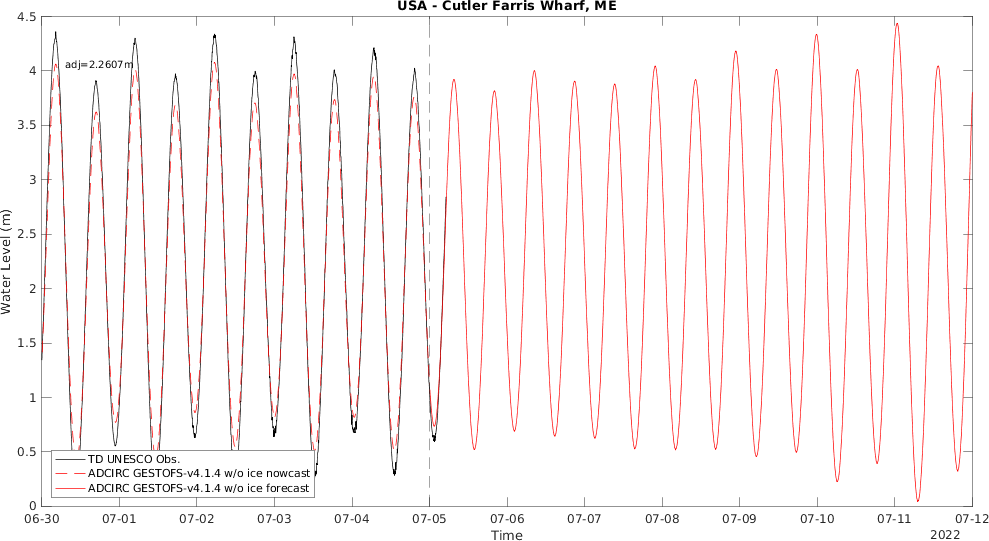 USA - Cutler Farris Wharf, ME
Water Level (m)
4.5
4
3.5
3
2.5
2
1.5
1
0.5
0
adj=2.2607m
TD UNESCO Obs.
ADCIRC GESTOFS-v4.1.4 w/o ice nowcast
ADCIRC GESTOFS-v4.1.4 w/o ice forecast
06-30 07-01 07-02 07-03 07-04 07-05 07-06 07-07 07-08 07-09 07-10 07-11 07-12
Time
2022